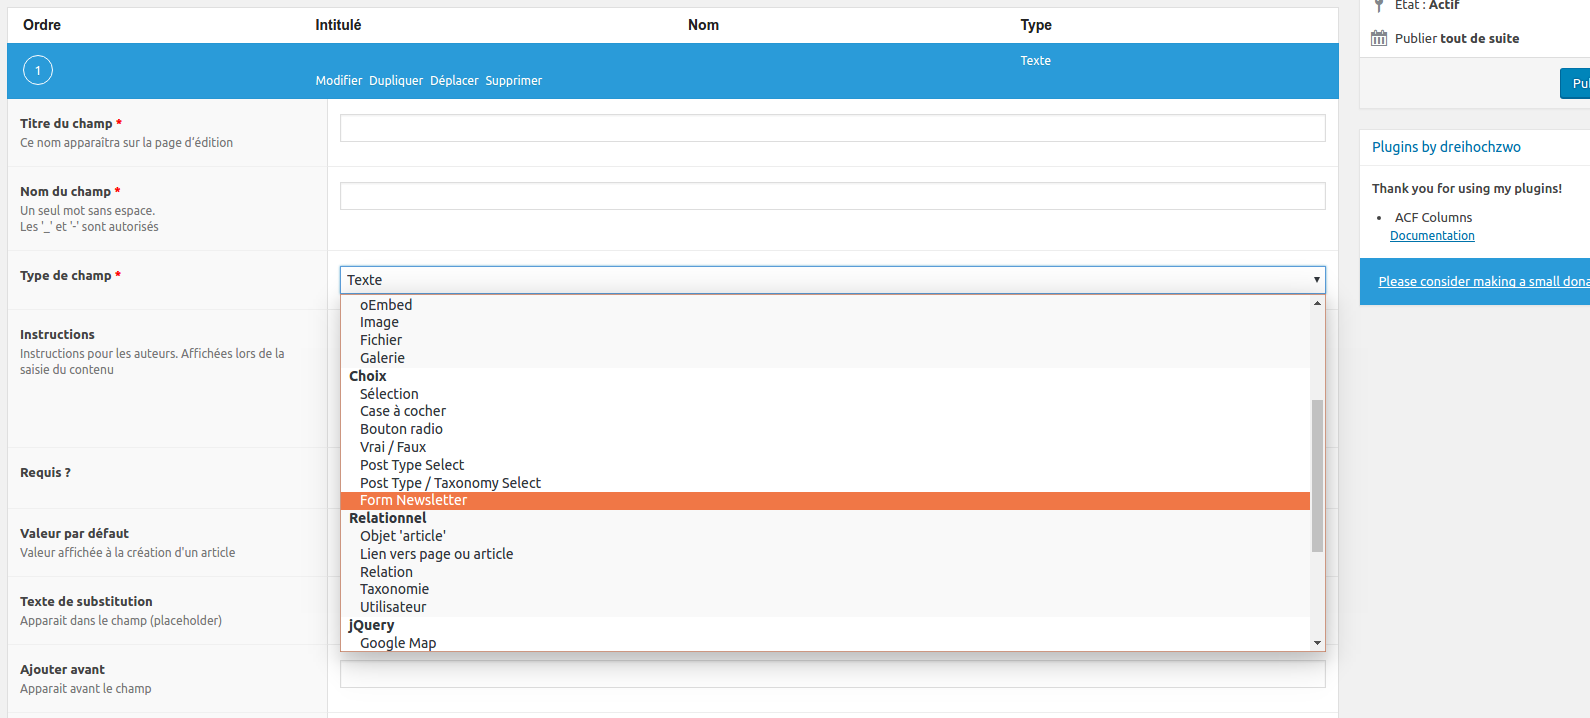 Ordre Intitulé Nom Type
1 Texte
Modifier Dupliquer Déplacer Supprimer
Titre du champ *
Ce nom apparaîtra sur la page d'édition
Nom du champ *
Un seul mot sans espace.
Les '_' et '-' sont autorisés
Type de champ *
Texte
oEmbed
Image
Fichier
Galerie
Choix
Sélection
Case à cocher
Bouton radio
Vrai / Faux
Post Type Select
Post Type / Taxonomy Select
Form Newsletter
Relationnel
Objet 'article'
Lien vers page ou article
Relation
Taxonomie
Utilisateur
jQuery
Google Map
Instructions
Instructions pour les auteurs. Affichées lors de la
saisie du contenu
Requis ?
Valeur par défaut
Valeur affichée à la création d'un article
Texte de substitution
Apparait dans le champ (placeholder)
Ajouter avant
Apparait avant le champ
État : Actif
Publier tout de suite
Pu
Plugins by dreihochzwo
Thank you for using my plugins!
• ACF Columns
Documentation
Please consider making a small dona